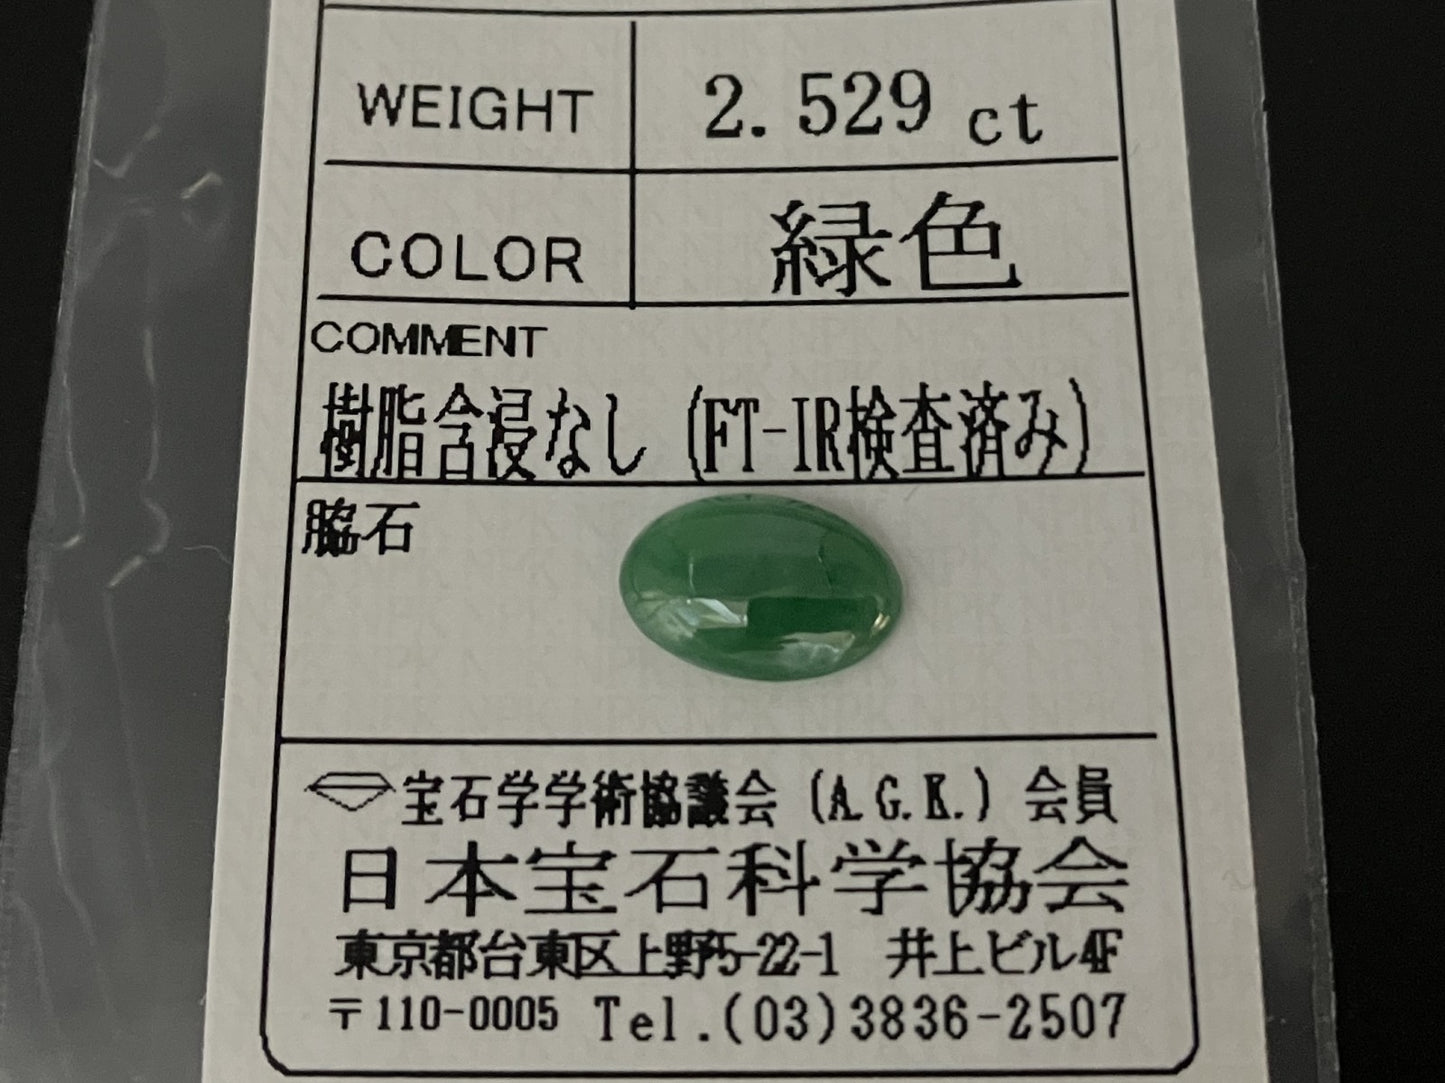 WEIGHT 2.529 ct
COLOR 緑色
COMMENT
樹脂含浸なし (FT-IR検査済み)
脇石
宝石学学術協議会 (A.G.K.) 会員
日本宝石科学協会
東京都台東区上野5-22-1 井上ビル4F
〒110-0005 Tel.(03)3836-2507